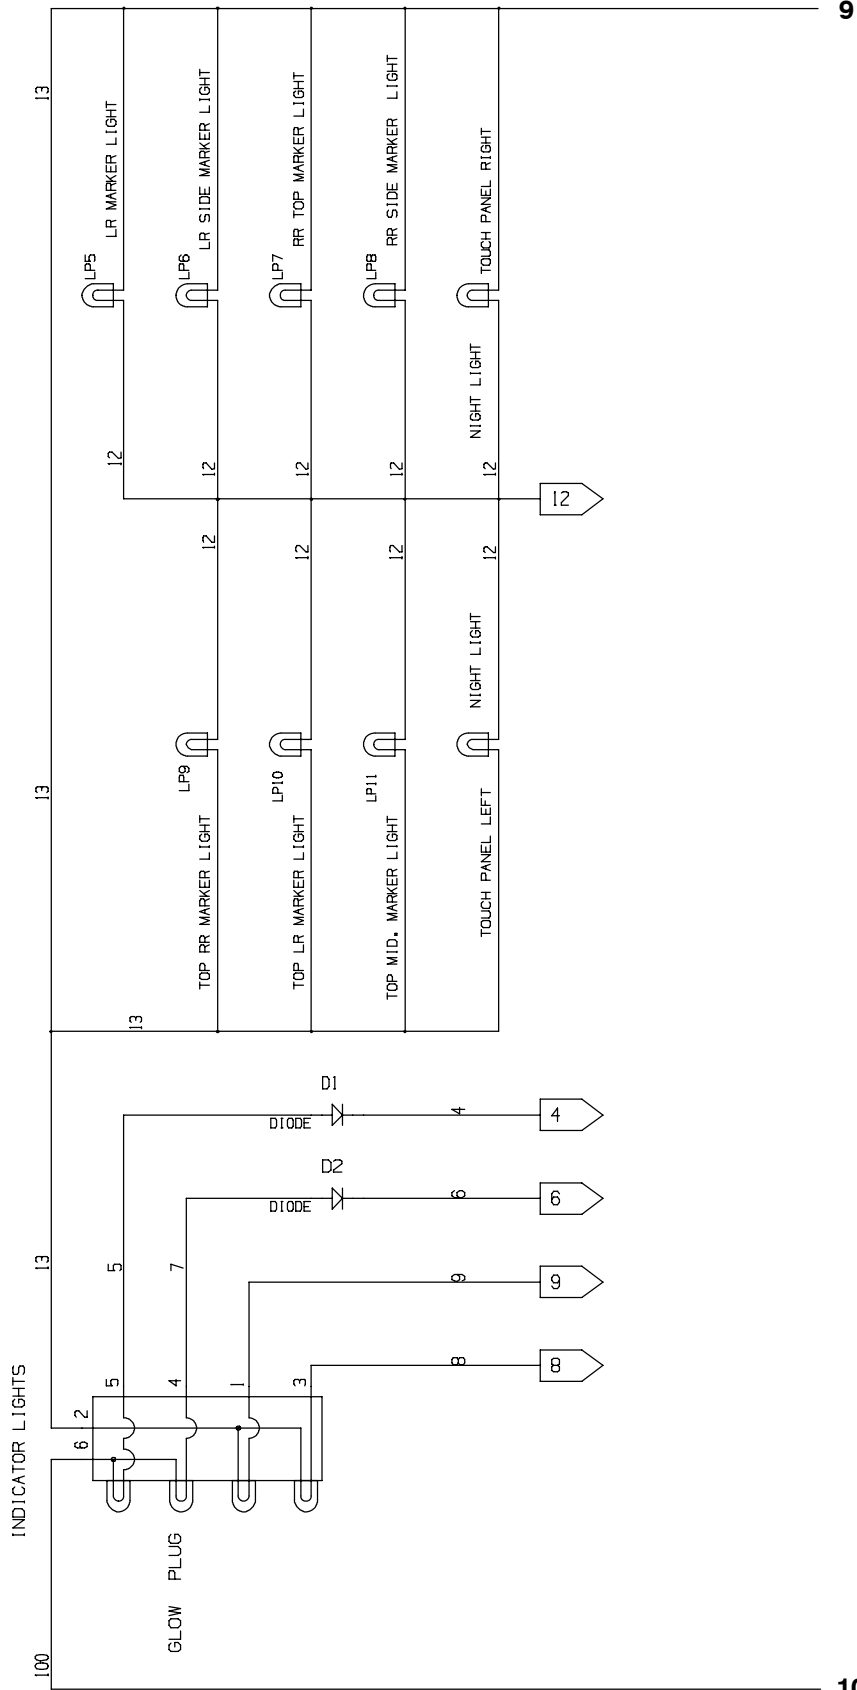 9
13
LR MARKER LIGHT
LR SIDE MARKER LIGHT
RR TOP MARKER LIGHT
RR SIDE MARKER LIGHT
TOUCH PANEL RIGHT
LP5
LP6
LP7
LP8
NIGHT LIGHT
12
12
12
12
12
12
12
12
12
12
NIGHT LIGHT
LP9
LP10
LP11
13
TOP RR MARKER LIGHT
TOP LR MARKER LIGHT
TOP MID. MARKER LIGHT
TOUCH PANEL LEFT
13
D1
DIODE
4
4
D2
DIODE
6
6
13
5
7
9
9
8
8
5
4
1
3
2
6
INDICATOR LIGHTS
GLOW PLUG
100